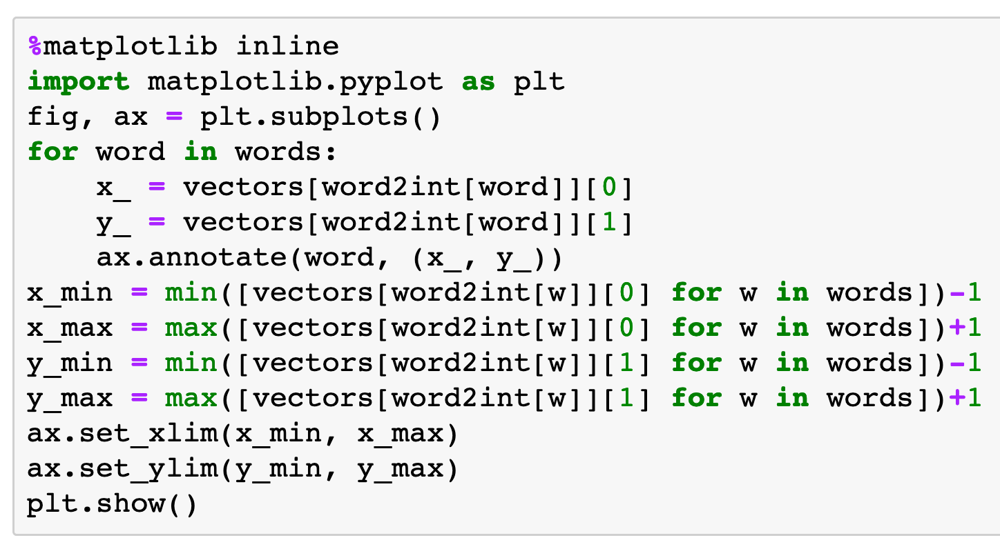 %matplotlib inline
import matplotlib.pyplot as plt
fig, ax = plt.subplots()
for word in words:
    x_ = vectors[word2int[word]][0]
    y_ = vectors[word2int[word]][1]
    ax.annotate(word, (x_, y_))
x_min = min([vectors[word2int[w]][0] for w in words])-1
x_max = max([vectors[word2int[w]][0] for w in words])+1
y_min = min([vectors[word2int[w]][1] for w in words])-1
y_max = max([vectors[word2int[w]][1] for w in words])+1
ax.set_xlim(x_min, x_max)
ax.set_ylim(y_min, y_max)
plt.show()